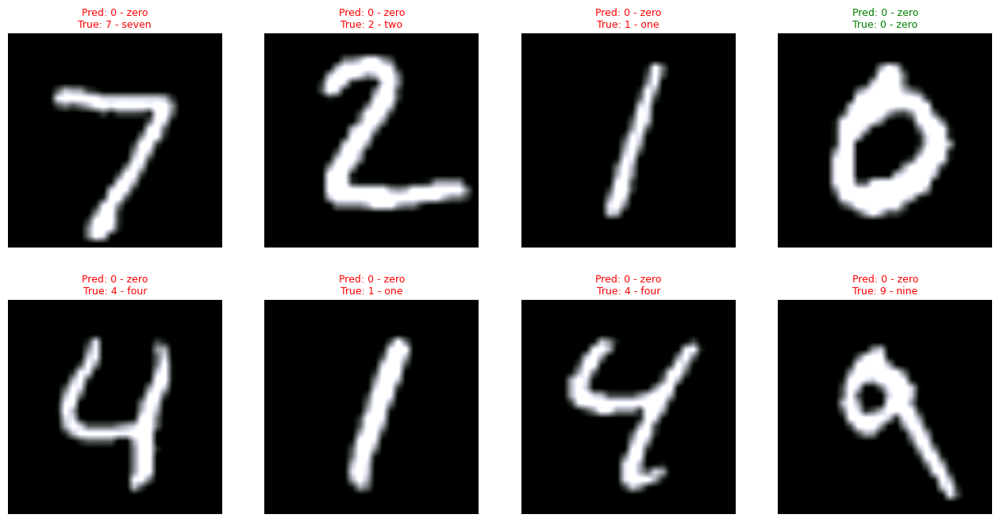 Pred: 0 - zero
True: 7 - seven
Pred: 0 - zero
True: 2 - two
Pred: 0 - zero
True: 1 - one
Pred: 0 - zero
True: 0 - zero
7
2
1
0
Pred: 0 - zero
True: 4 - four
Pred: 0 - zero
True: 1 - one
Pred: 0 - zero
True: 4 - four
Pred: 0 - zero
True: 9 - nine
4
1
4
9